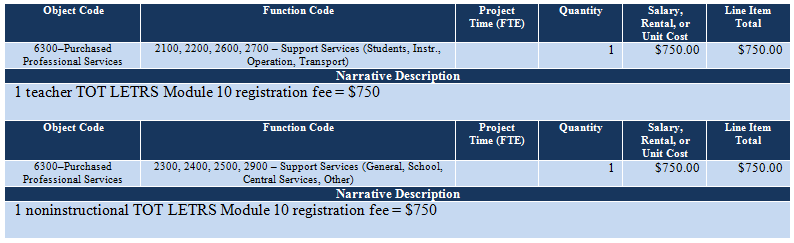 Object Code Function Code Project Time (FTE) Quantity Salary, Rental, or Unit Cost Line Item Total
6300–Purchased Professional Services 2100, 2200, 2600, 2700 – Support Services (Students, Instr., Operation, Transport) 1 $750.00 $750.00
Narrative Description
1 teacher TOT LETRS Module 10 registration fee = $750
Object Code Function Code Project Time (FTE) Quantity Salary, Rental, or Unit Cost Line Item Total
6300–Purchased Professional Services 2300, 2400, 2500, 2900 – Support Services (General, School, Central Services, Other) 1 $750.00 $750.00
Narrative Description
1 noninstructional TOT LETRS Module 10 registration fee = $750